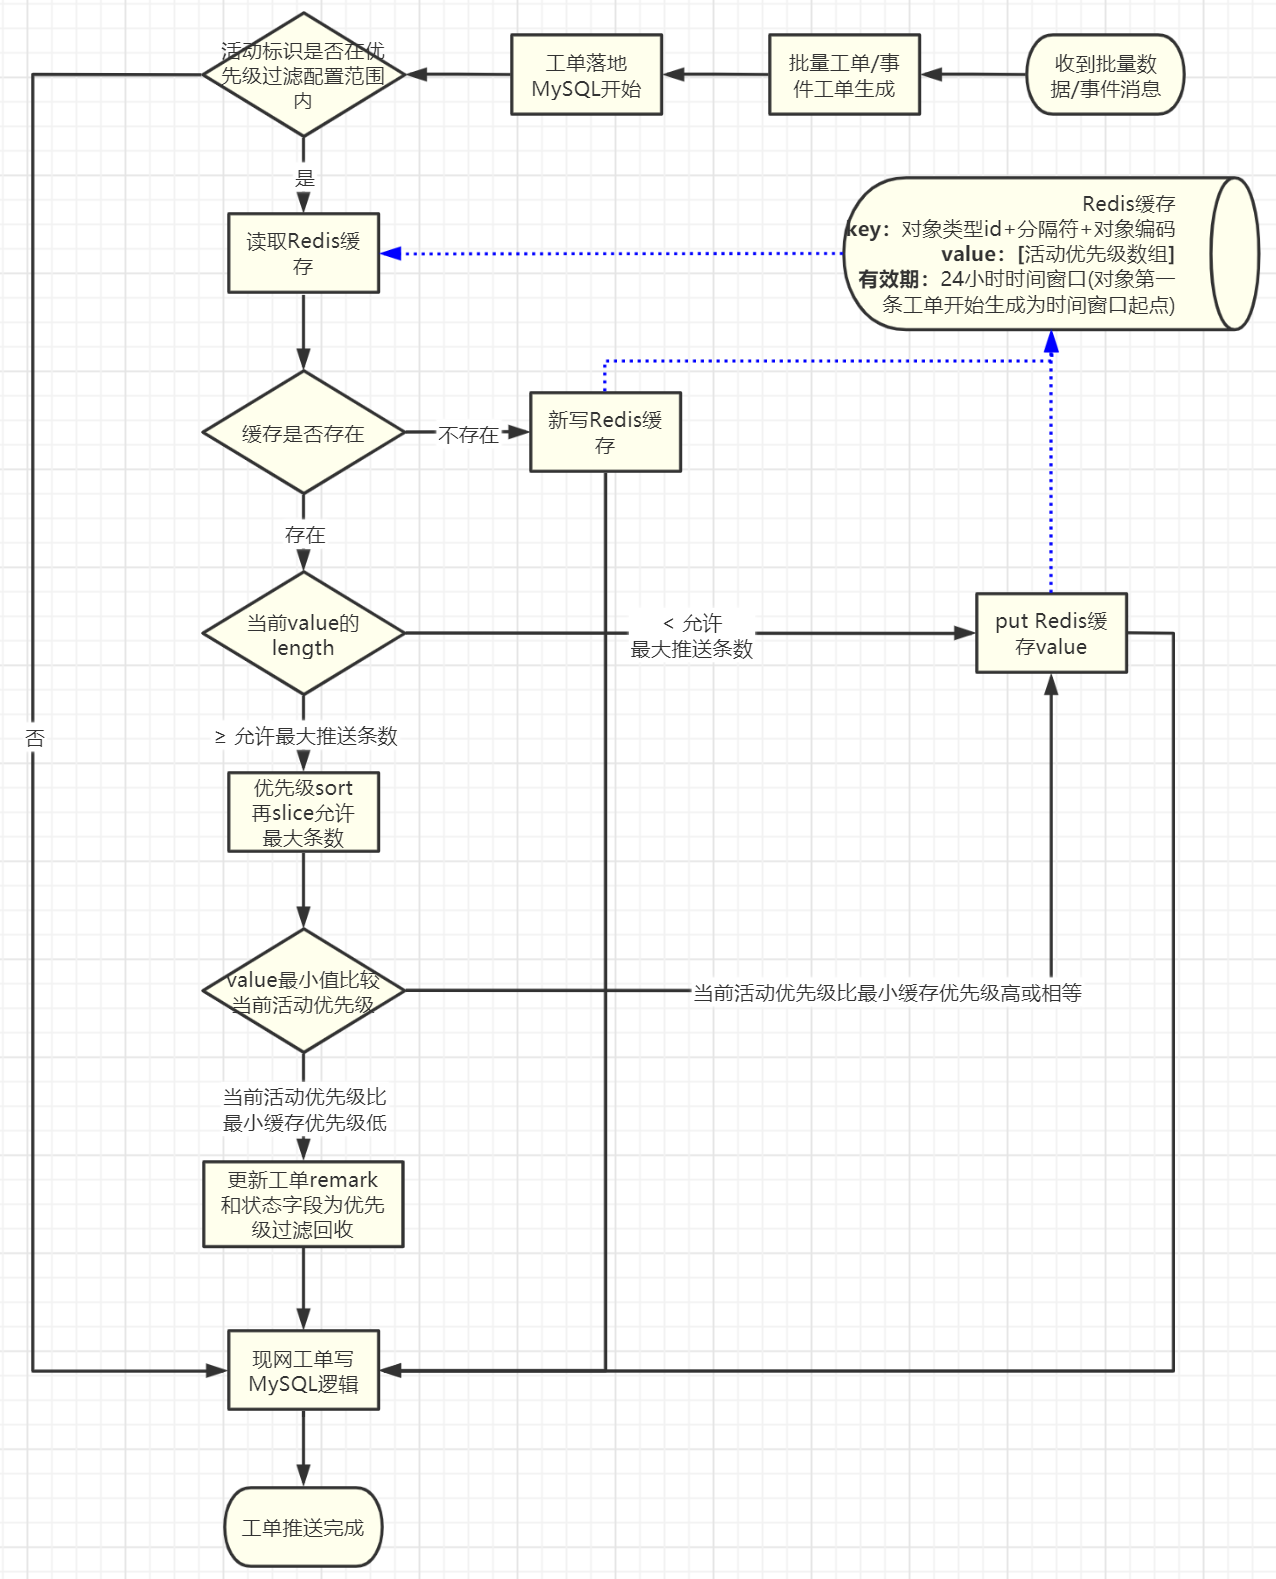 收到批量数
据/事件消息
批量工单/事
件工单生成
工单落地
MySQL开始
活动标识是否在优
先级过滤配置范围
内
是
否
读取Redis缓
存
Redis缓存
key：对象类型id+分隔符+对象编码
value：[活动优先级数组]
有效期：24小时时间窗口(对象第一
条工单开始生成为时间窗口起点)
缓存是否存在
不存在
新写Redis缓
存
存在
当前value的
length
< 允许
最大推送条数
put Redis缓
存value
≥ 允许最大推送条数
优先级sort
再slice允许
最大条数
value最小值比较
当前活动优先级
当前活动优先级比最小缓存优先级高或相等
当前活动优先级比
最小缓存优先级低
更新工单remark
和状态字段为优先
级过滤回收
现网工单写
MySQL逻辑
工单推送完成